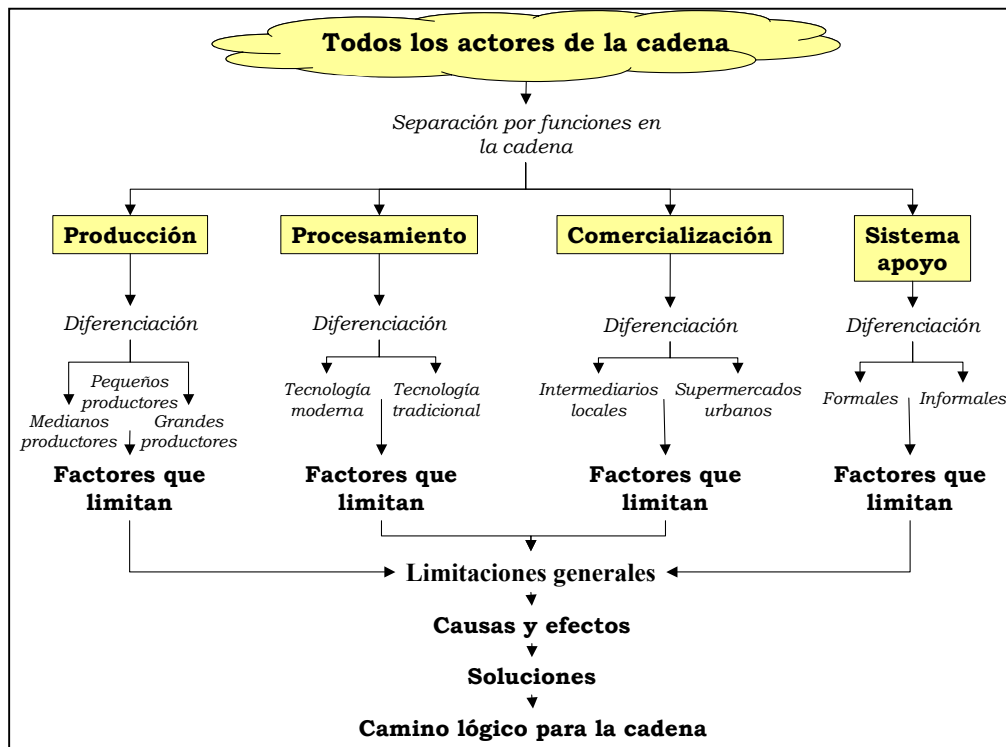 Todos los actores de la cadena
Separación por funciones en
la cadena
Producción
Procesamiento
Comercialización
Sistema
apoyo
Diferenciación
Diferenciación
Diferenciación
Diferenciación
Pequeños
productores
Medianos
productores
Grandes
productores
Tecnología
moderna
Tecnología
tradicional
Intermediarios
locales
Supermercados
urbanos
Formales
Informales
Factores que
limitan
Factores que
limitan
Factores que
limitan
Factores que
limitan
Limitaciones generales
Causas y efectos
Soluciones
Camino lógico para la cadena